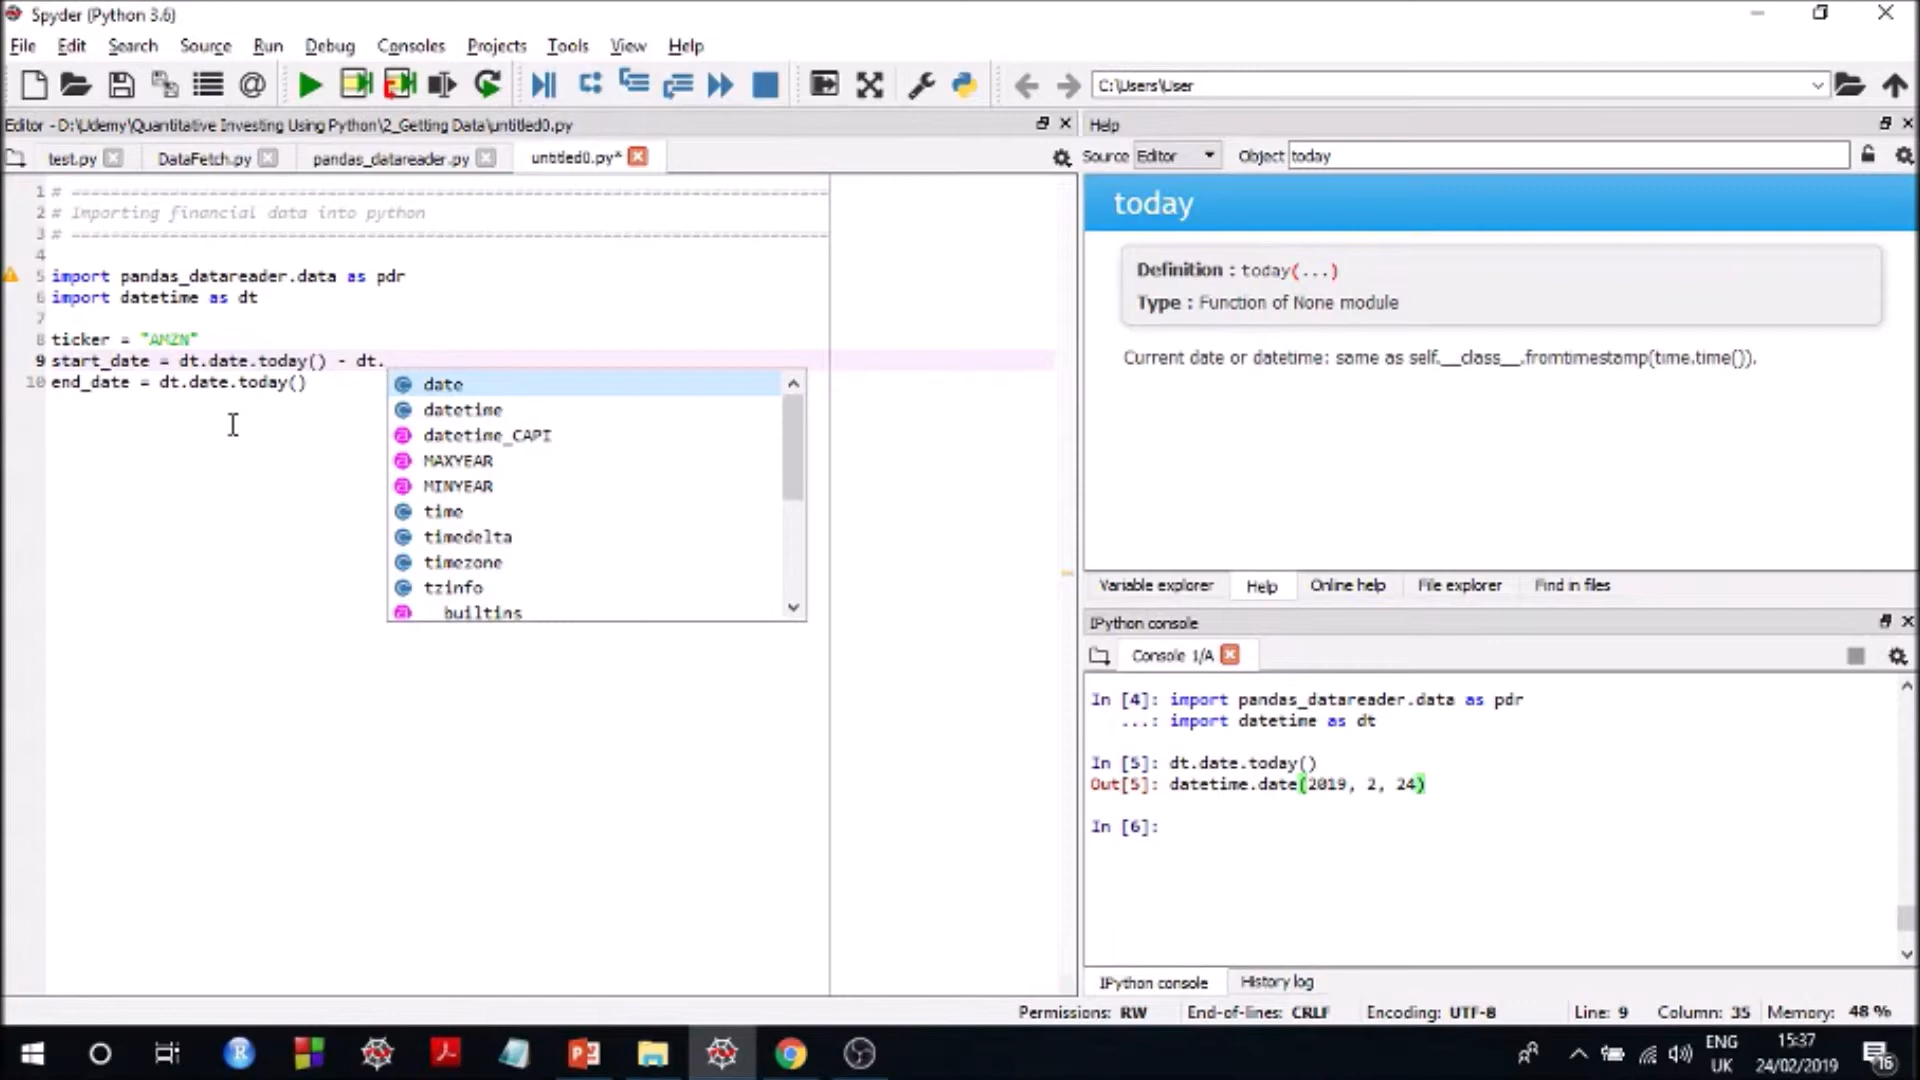 Spyder (Python 3.6)
File Edit Search Source Run Debug Consoles Projects Tools View Help
C:\Users\User
Editor - D:\Udemy\Quantitative Investing Using Python\2_Getting Data\untitled0.py
Help
test.py DataFetch.py pandas_datareader.py untitled0.py*
Source Editor Object today
1 # ------------------------------------------------------------------------------
2 # Importing financial data into python
3 # ------------------------------------------------------------------------------
4
5 import pandas_datareader.data as pdr
6 import datetime as dt
7
8 ticker = "AMZN"
9 start_date = dt.date.today() - dt.
10 end_date = dt.date.today()
date
datetime
datetime_CAPI
MAXYEAR
MINYEAR
time
timedelta
timezone
tzinfo
__builtins
today
Definition : today(...)
Type : Function of None module
Current date or datetime: same as self.__class__.fromtimestamp(time.time()).
Variable explorer Help Online help File explorer Find in files
IPython console
Console 1/A
In [4]: import pandas_datareader.data as pdr
...: import datetime as dt
In [5]: dt.date.today()
Out[5]: datetime.date(2019, 2, 24)
In [6]:
IPython console History log
Permissions: RW End-of-lines: CRLF Encoding: UTF-8 Line: 9 Column: 35 Memory: 48 %
ENG
UK
15:37
24/02/2019
16